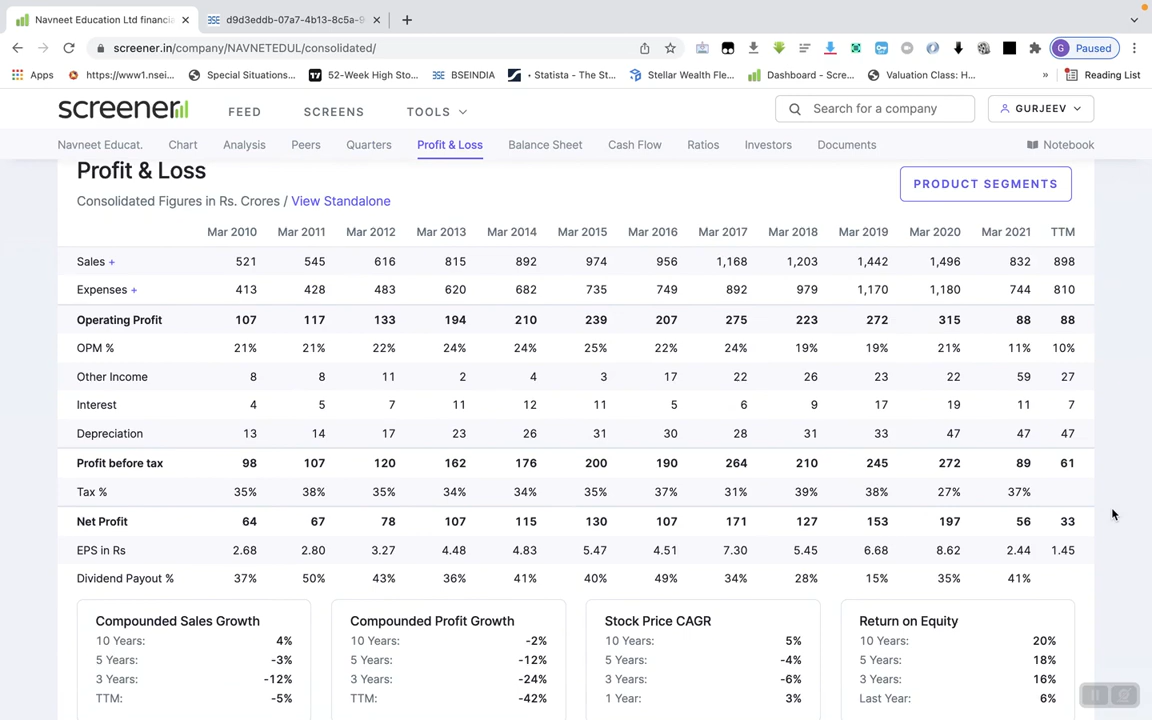 Navneet Education Ltd financia
d9d3eddb-07a7-4b13-8c5a-9
screener.in/company/NAVNETEDUL/consolidated/
G Paused
Apps https://www1.nsei... Special Situations... 52-Week High Sto... BSEINDIA • Statista - The St... Stellar Wealth Fle... Dashboard - Scre... Valuation Class: H... » Reading List
screener FEED SCREENS TOOLS Search for a company GURJEEV
Navneet Educat. Chart Analysis Peers Quarters Profit & Loss Balance Sheet Cash Flow Ratios Investors Documents Notebook
Profit & Loss
Consolidated Figures in Rs. Crores / View Standalone
PRODUCT SEGMENTS
Mar 2010 Mar 2011 Mar 2012 Mar 2013 Mar 2014 Mar 2015 Mar 2016 Mar 2017 Mar 2018 Mar 2019 Mar 2020 Mar 2021 TTM
Sales + 521 545 616 815 892 974 956 1,168 1,203 1,442 1,496 832 898
Expenses + 413 428 483 620 682 735 749 892 979 1,170 1,180 744 810
Operating Profit 107 117 133 194 210 239 207 275 223 272 315 88 88
OPM % 21% 21% 22% 24% 24% 25% 22% 24% 19% 19% 21% 11% 10%
Other Income 8 8 11 2 4 3 17 22 26 23 22 59 27
Interest 4 5 7 11 12 11 5 6 9 17 19 11 7
Depreciation 13 14 17 23 26 31 30 28 31 33 47 47 47
Profit before tax 98 107 120 162 176 200 190 264 210 245 272 89 61
Tax % 35% 38% 35% 34% 34% 35% 37% 31% 39% 38% 27% 37%
Net Profit 64 67 78 107 115 130 107 171 127 153 197 56 33
EPS in Rs 2.68 2.80 3.27 4.48 4.83 5.47 4.51 7.30 5.45 6.68 8.62 2.44 1.45
Dividend Payout % 37% 50% 43% 36% 41% 40% 49% 34% 28% 15% 35% 41%
Compounded Sales Growth
10 Years: 4%
5 Years: -3%
3 Years: -12%
TTM: -5%
Compounded Profit Growth
10 Years: -2%
5 Years: -12%
3 Years: -24%
TTM: -42%
Stock Price CAGR
10 Years: 5%
5 Years: -4%
3 Years: -6%
1 Year: 3%
Return on Equity
10 Years: 20%
5 Years: 18%
3 Years: 16%
Last Year: 6%